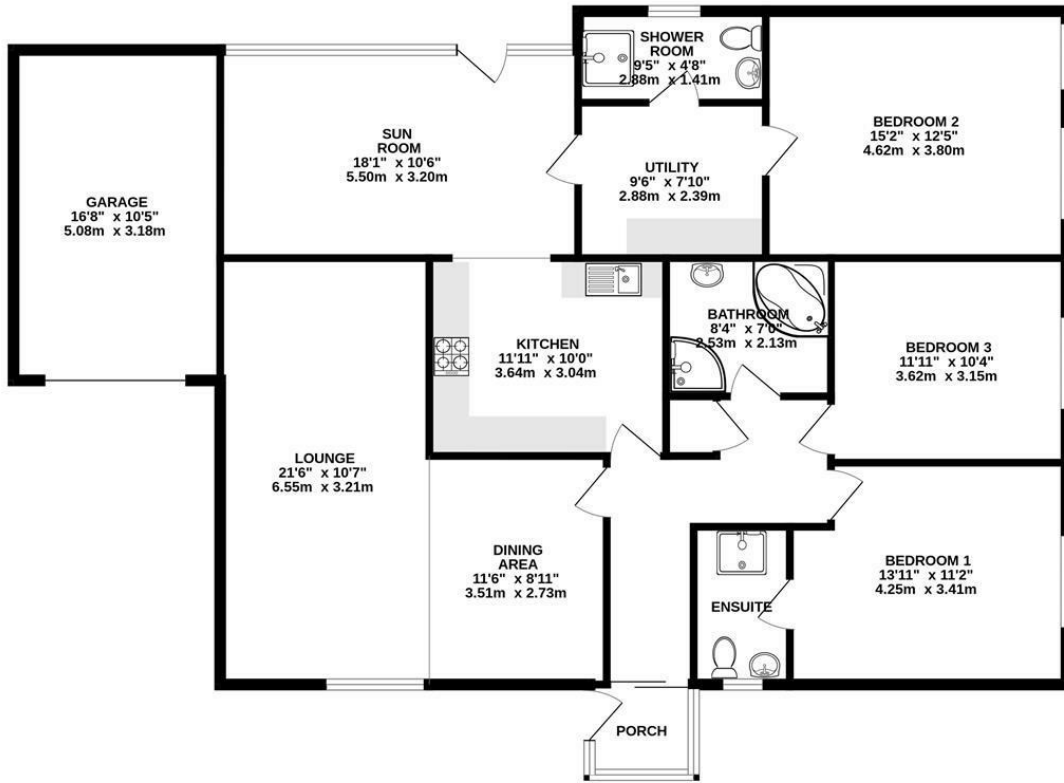 SHOWER
ROOM
9'5" x 4'8"
2.88m x 1.41m
BEDROOM 2
15'2" x 12'5"
4.62m x 3.80m
SUN
ROOM
18'1" x 10'6"
5.50m x 3.20m
UTILITY
9'6" x 7'10"
2.88m x 2.39m
GARAGE
16'8" x 10'5"
5.08m x 3.18m
BATHROOM
8'4" x 7'0"
2.53m x 2.13m
KITCHEN
11'11" x 10'0"
3.64m x 3.04m
BEDROOM 3
11'11" x 10'4"
3.62m x 3.15m
LOUNGE
21'6" x 10'7"
6.55m x 3.21m
DINING
AREA
11'6" x 8'11"
3.51m x 2.73m
BEDROOM 1
13'11" x 11'2"
4.25m x 3.41m
ENSUITE
PORCH